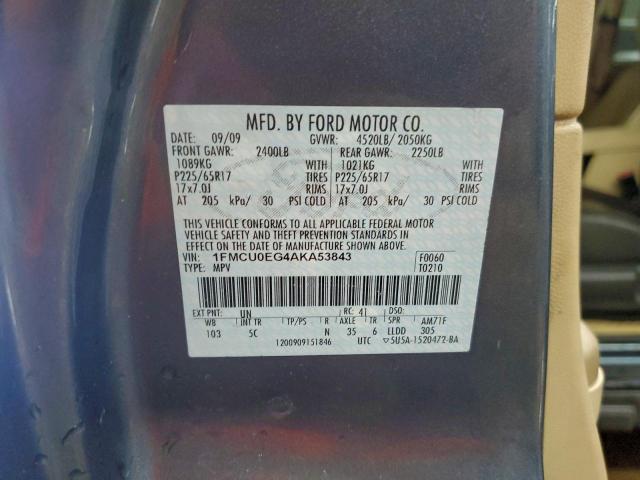 MFD. BY FORD MOTOR CO.
DATE: 09/09 GVWR: 4520LB/ 2050KG
FRONT GAWR: 2400LB REAR GAWR: 2250LB
1089KG WITH 1021KG WITH
P225/65R17 TIRES P225/65R17 TIRES
17x7.0J RIMS 17x7.0J RIMS
AT 205 kPa/ 30 PSI COLD AT 205 kPa/ 30 PSI COLD
THIS VEHICLE CONFORMS TO ALL APPLICABLE FEDERAL MOTOR
VEHICLE SAFETY AND THEFT PREVENTION STANDARDS IN
EFFECT ON THE DATE OF MANUFACTURE SHOWN ABOVE.
VIN: 1FMCU0EG4AKA53843 F0060
TYPE: MPV T0210
EXT PNT: UN RC: 41 DSO:
WB INT TR TP/PS R AXLE TR SPR AM71F
103 5C N 35 6 LLDD 305
1200909151846 UTC ▽5U5A-1520472-BA